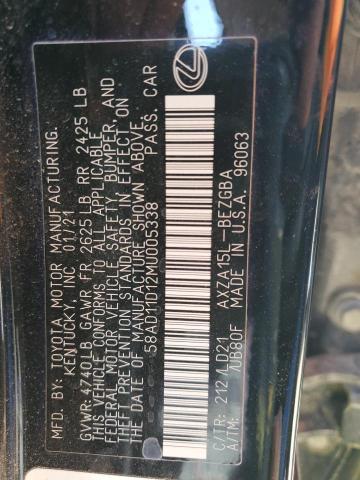 MFD. BY: TOYOTA MOTOR MANUFACTURING,
KENTUCKY, INC. 01/21
GVWR 4740 LB GAWR FR 2625 LB RR 2425 LB
THIS VEHICLE CONFORMS TO ALL APPLICABLE
FEDERAL MOTOR VEHICLE SAFETY, BUMPER, AND
THEFT PREVENTION STANDARDS IN EFFECT ON
THE DATE OF MANUFACTURE SHOWN ABOVE.
58AD11D12MU005338 PASS. CAR
C/TR: 212 /LD21 AXZA15L-BEZGBA
A/TM: /UB80F MADE IN U.S.A. 96063